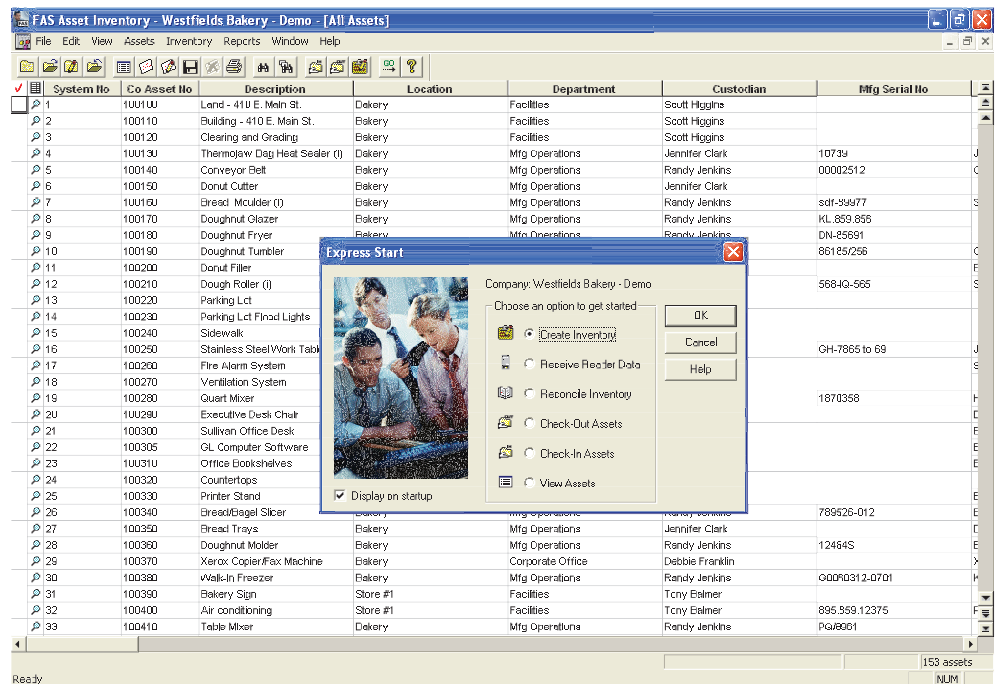 FAS Asset Inventory - Westfields Bakery - Demo - [All Assets]
File Edit View Assets Inventory Reports Window Help
System No Co Asset No Description Location Department Custodian Mfg Serial No
1 100100 Land - 410 E. Main St. Bakery Facilities Scott Higgins
2 100110 Building - 410 E. Main St. Bakery Facilities Scott Higgins
3 100120 Clearing and Grading Bakery Facilities Scott Higgins
4 100130 Thermojaw Bag Heat Sealer (I) Bakery Mfg Operations Jennifer Clark 10739
5 100140 Conveyor Belt Bakery Mfg Operations Randy Jenkins 00002512
6 100150 Donut Cutter Bakery Mfg Operations Jennifer Clark
7 100160 Bread Moulder (I) Bakery Mfg Operations Randy Jenkins sdf-89977
8 100170 Doughnut Glazer Bakery Mfg Operations Randy Jenkins KL.859.856
9 100180 Doughnut Fryer Bakery Mfg Operations Randy Jenkins DN-85691
10 100190 Doughnut Tumbler 86185/256
11 100200 Donut Filler
12 100210 Dough Roller (i) 568-IQ-565
13 100220 Parking Lot
14 100230 Parking Lot Flood Lights
15 100240 Sidewalk
16 100250 Stainless Steel Work Tabl GH-7865 to 69
17 100260 Fire Alarm System
18 100270 Ventilation System
19 100280 Quart Mixer 1870358
20 100290 Executive Desk Chair
21 100300 Sullivan Office Desk
22 100305 GL Computer Software
23 100310 Office Bookshelves
24 100320 Countertops
25 100330 Printer Stand
26 100340 Bread/Bagel Slicer Bakery Mfg Operations Randy Jenkins 789526-012
27 100350 Bread Trays Bakery Mfg Operations Jennifer Clark
28 100360 Doughnut Molder Bakery Mfg Operations Randy Jenkins 12464S
29 100370 Xerox Copier/Fax Machine Bakery Corporate Office Debbie Franklin
30 100380 Walk-In Freezer Bakery Mfg Operations Randy Jenkins G0060312-0701
31 100390 Bakery Sign Store #1 Facilities Tony Balmer
32 100400 Air conditioning Store #1 Facilities Tony Balmer 895.559.12375
33 100410 Table Mixer Bakery Mfg Operations Randy Jenkins PG/8961
Express Start
Company: Westfields Bakery - Demo
Choose an option to get started
Create Inventory
Receive Reader Data
Reconcile Inventory
Check-Out Assets
Check-In Assets
View Assets
OK
Cancel
Help
Display on startup
153 assets
Ready NUM